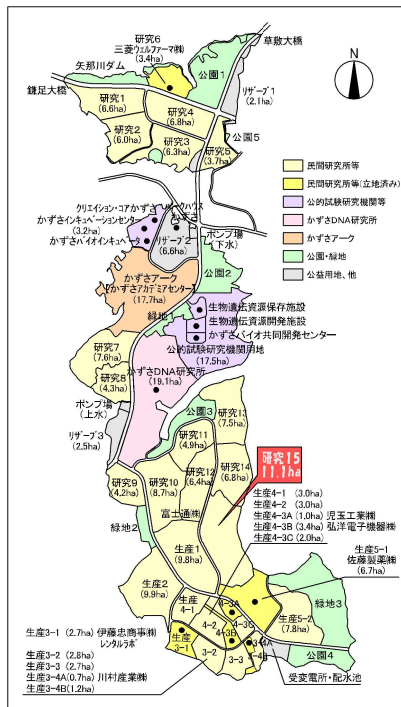 研究6
三菱ウェルファーマ㈱
(3.4ha)
草敷大橋
矢那川ダム
公園1
鎌足大橋
リザーブ1
(2.1ha)
N
研究1
(6.6ha)
研究4
(6.8ha)
研究2
(6.0ha)
研究3
(6.3ha)
研究5
(3.7ha)
公園5
民間研究所等
民間研究所等(立地済み)
公的試験研究機関等
かずさDNA研究所
かずさアーク
公園・緑地
公益用地、他
クリエイション・コアかずさ
かずさインキュベーションセンター
(3.2ha)
かずさバイオインキュベータ
リザーブ2
(6.6ha)
ポンプ場
(下水)
公園2
かずさアーク
【かずさアカデミアセンター】
(17.7ha)
緑地1
生物遺伝資源保存施設
生物遺伝資源開発施設
かずさバイオ共同開発センター
公的試験研究機関用地
(17.5ha)
研究7
(7.6ha)
研究8
(4.3ha)
かずさDNA研究所
(19.1ha)
ポンプ場
(上水)
リザーブ3
(2.5ha)
公園3
研究13
(7.5ha)
研究11
(4.9ha)
研究15
11.1ha
研究9
(4.2ha)
研究10
(8.7ha)
研究12
(6.4ha)
研究14
(6.8ha)
富士通㈱
緑地2
生産4-1 (3.0ha)
生産4-2 (3.0ha)
生産4-3A (1.0ha) 児玉工業㈱
生産4-3B (3.4ha) 弘洋電子機器㈱
生産4-3C (2.0ha)
生産1
(9.8ha)
生産5-1
佐藤製薬㈱
(6.7ha)
生産2
(9.9ha)
生産
4-1
4-2
4-3A
4-3B
4-3C
生産5-2
(7.8ha)
緑地3
公園4
生産
3-1
3-2
3-3
3-4A
3-4B
受変電所・配水池
生産3-1 (2.7ha) 伊藤忠商事㈱
レンタルラボ
生産3-2 (2.8ha)
生産3-3 (2.7ha)
生産3-4A(0.7ha) 川村産業㈱
生産3-4B(1.2ha)